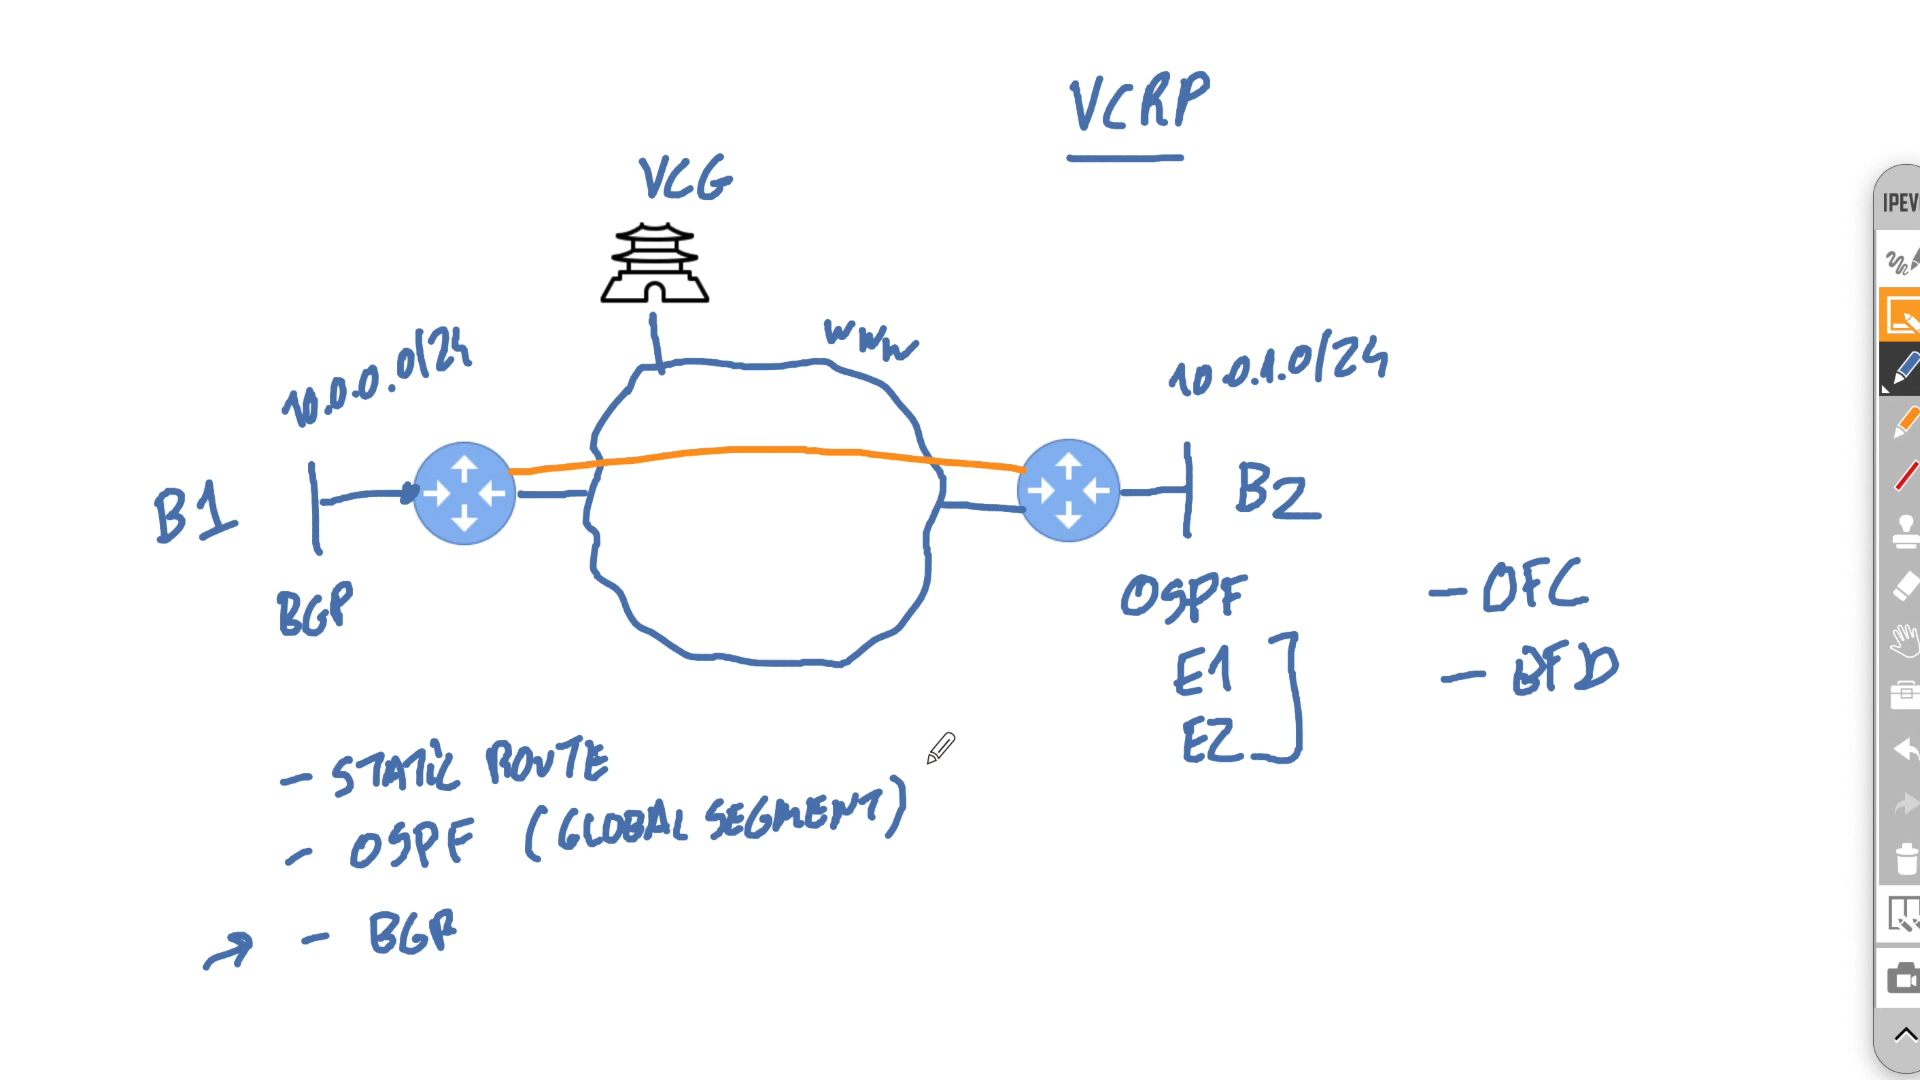 VCRP
VCG
www
10.0.0.0/24
10.0.1.0/24
B1
B2
BGP
OSPF
E1
E2
- OFC
- BFD
- STATIC ROUTE
- OSPF (GLOBAL SEGMENT)
→ - BGP